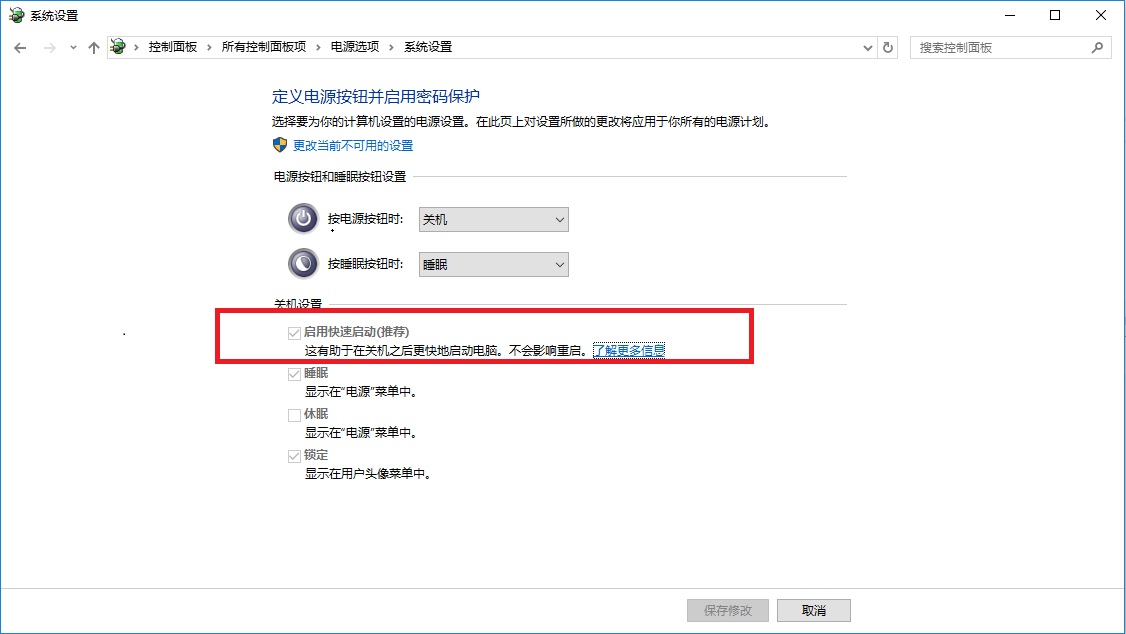 系统设置
控制面板 › 所有控制面板项 › 电源选项 › 系统设置
搜索控制面板
定义电源按钮并启用密码保护
选择要为你的计算机设置的电源设置。在此页上对设置所做的更改将应用于你所有的电源计划。
更改当前不可用的设置
电源按钮和睡眠按钮设置
按电源按钮时: 关机
按睡眠按钮时: 睡眠
关机设置
启用快速启动(推荐)
这有助于在关机之后更快地启动电脑。不会影响重启。了解更多信息
睡眠
显示在“电源”菜单中。
休眠
显示在“电源”菜单中。
锁定
显示在用户头像菜单中。
保存修改 取消